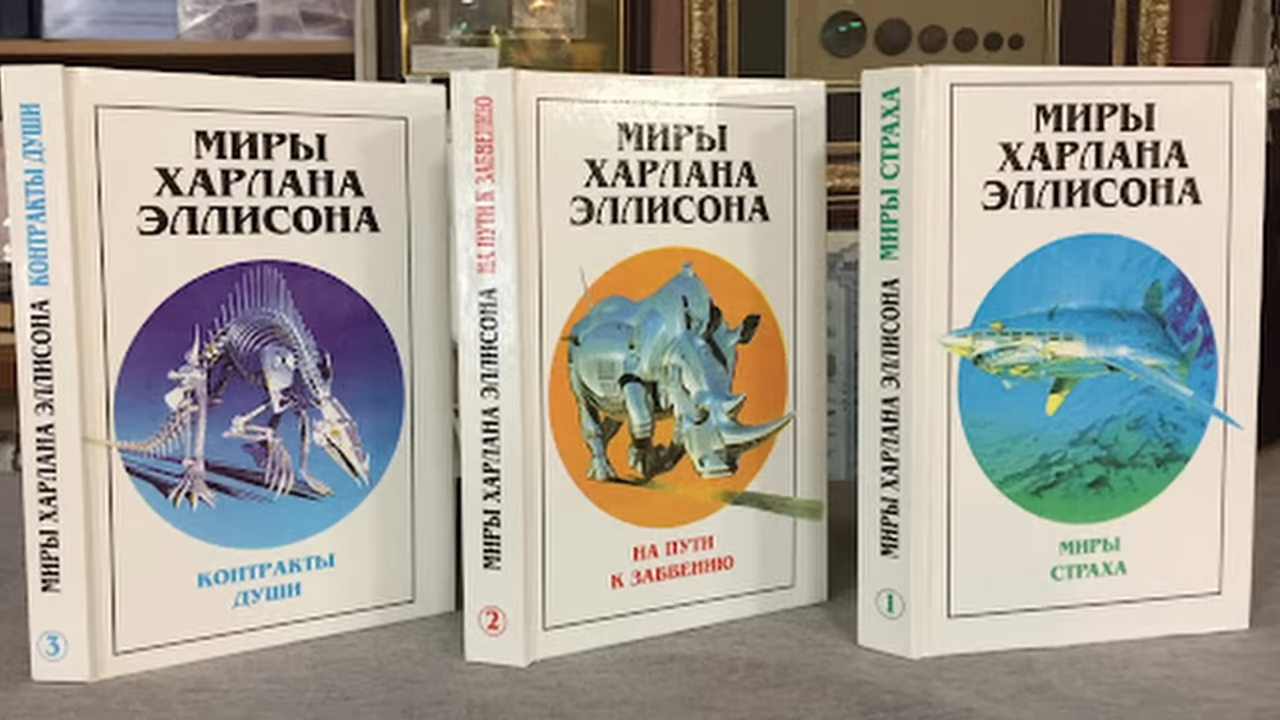 МИРЫ ХАРЛАНА ЭЛЛИСОНА КОНТРАКТЫ ДУШИ
3
МИРЫ
ХАРЛАНА
ЭЛЛИСОНА
КОНТРАКТЫ
ДУШИ
МИРЫ ХАРЛАНА ЭЛЛИСОНА НА ПУТИ К ЗАБВЕНИЮ
2
МИРЫ
ХАРЛАНА
ЭЛЛИСОНА
НА ПУТИ
К ЗАБВЕНИЮ
МИРЫ ХАРЛАНА ЭЛЛИСОНА МИРЫ СТРАХА
1
МИРЫ
ХАРЛАНА
ЭЛЛИСОНА
МИРЫ
СТРАХА